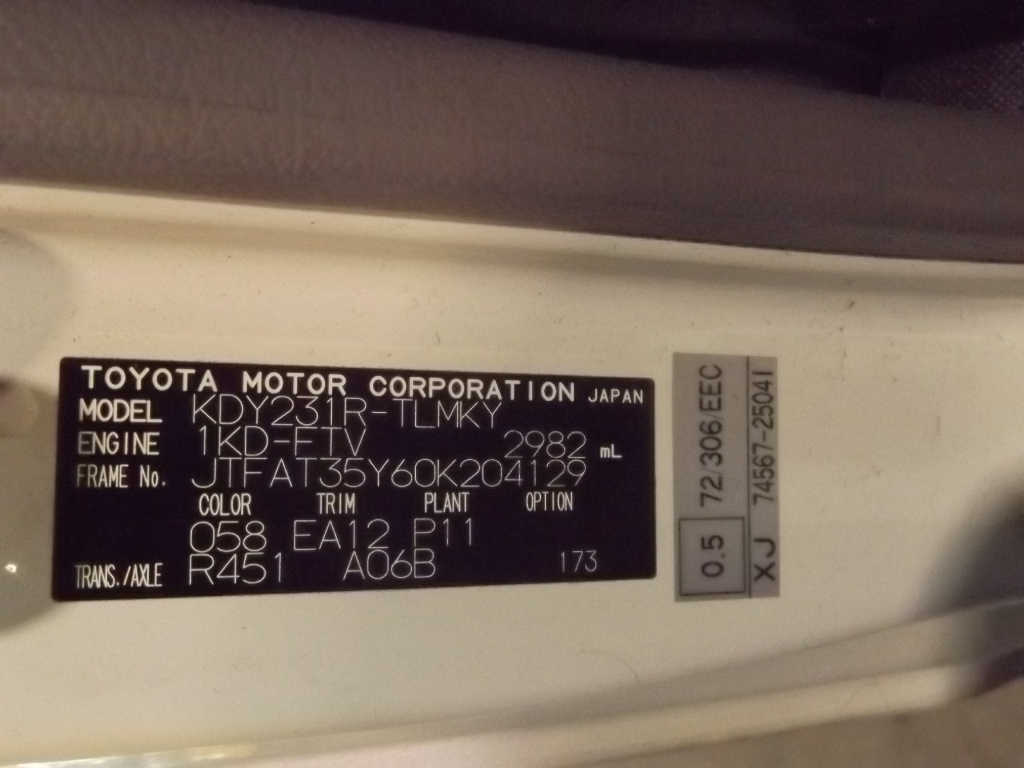 TOYOTA MOTOR CORPORATION JAPAN
MODEL KDY231R-TLMKY
ENGINE 1KD-FTV 2982 mL
FRAME No. JTFAT35Y60K204129
COLOR TRIM PLANT OPTION
058 EA12 P11
TRANS./AXLE R451 A06B 173
0.5 72/306/EEC
XJ 74567-25041